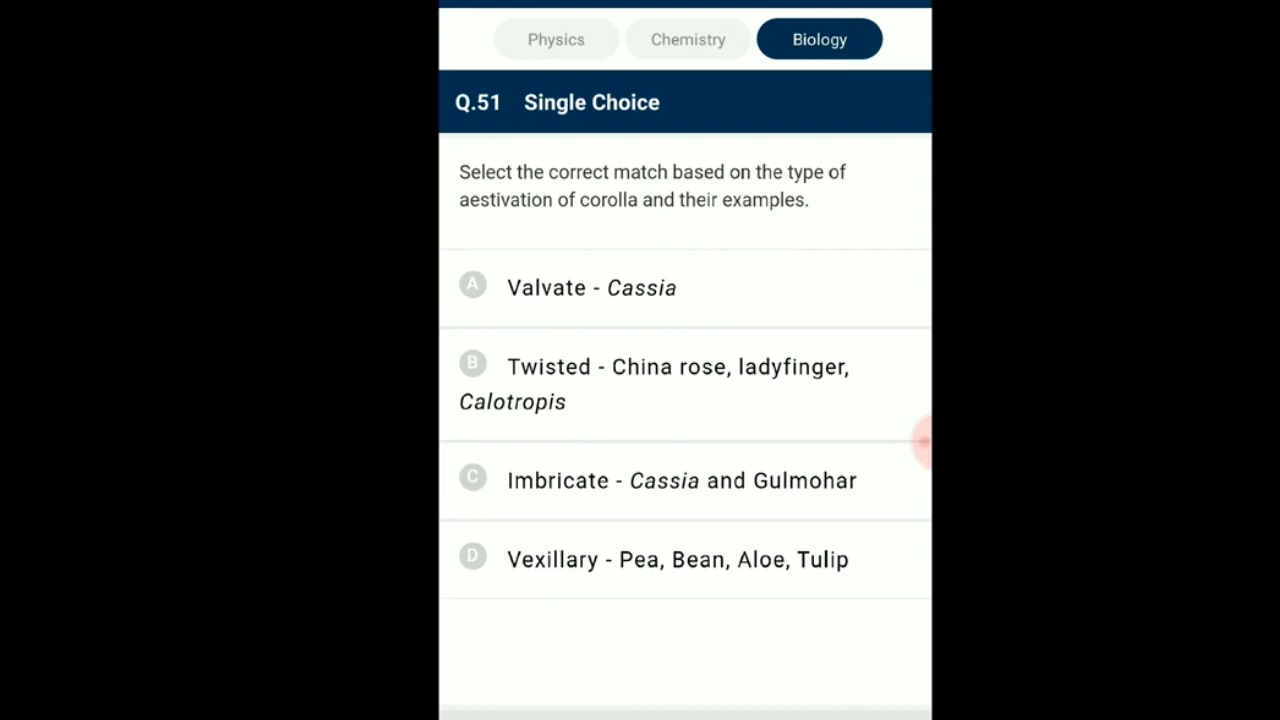 Physics Chemistry Biology
Q.51 Single Choice
Select the correct match based on the type of
aestivation of corolla and their examples.
A Valvate - Cassia
B Twisted - China rose, ladyfinger,
Calotropis
C Imbricate - Cassia and Gulmohar
D Vexillary - Pea, Bean, Aloe, Tulip